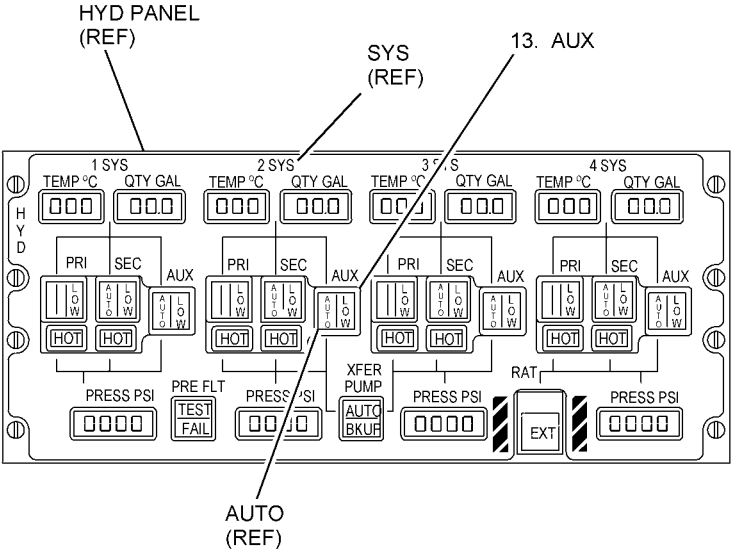 HYD PANEL
(REF)
SYS
(REF)
13. AUX
1 SYS
2 SYS
3 SYS
4 SYS
TEMP °C
QTY GAL
TEMP °C
QTY GAL
TEMP °C
QTY GAL
TEMP °C
QTY GAL
000
00.0
000
00.0
000
00.0
000
00.0
HYD
PRI
SEC
AUX
PRI
SEC
AUX
PRI
SEC
AUX
PRI
SEC
AUX
LOW
AUTO
LOW
AUTO
LOW
LOW
AUTO
LOW
AUTO
LOW
LOW
AUTO
LOW
AUTO
LOW
LOW
AUTO
LOW
AUTO
LOW
HOT
HOT
HOT
HOT
HOT
HOT
HOT
HOT
PRESS PSI
PRE FLT
PRESS PSI
XFER
PUMP
PRESS PSI
RAT
PRESS PSI
0000
TEST
FAIL
0000
AUTO
BKUP
0000
EXT
0000
AUTO
(REF)